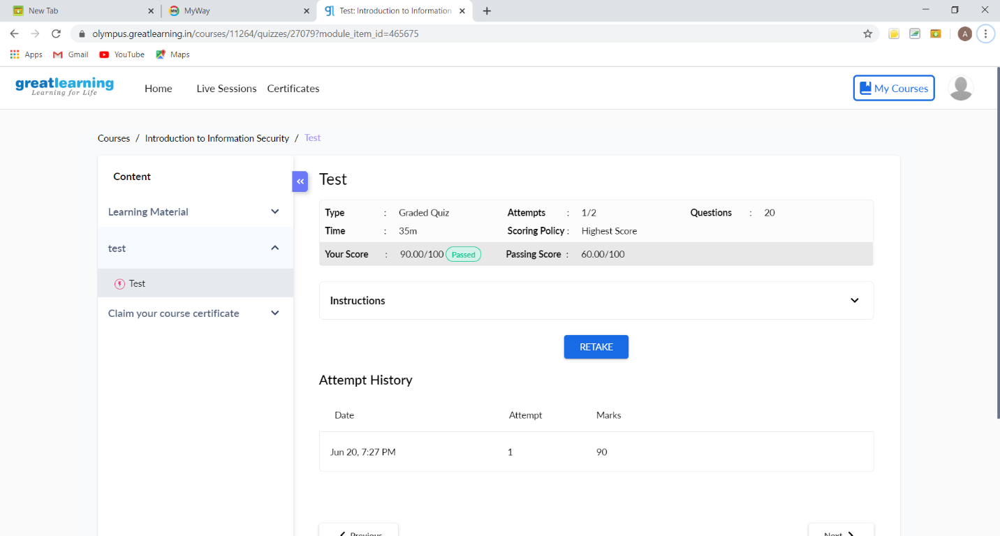 New Tab
MyWay
Test: Introduction to Information
olympus.greatlearning.in/courses/11264/quizzes/27079?module_item_id=465675
A
Apps Gmail YouTube Maps
greatlearning
Learning for Life
Home Live Sessions Certificates
My Courses
Courses / Introduction to Information Security / Test
Content
Learning Material
test
Test
Claim your course certificate
Test
Type : Graded Quiz Attempts : 1/2 Questions : 20
Time : 35m Scoring Policy : Highest Score
Your Score : 90.00/100 Passed Passing Score : 60.00/100
Instructions
RETAKE
Attempt History
Date Attempt Marks
Jun 20, 7:27 PM 1 90
Previous Next